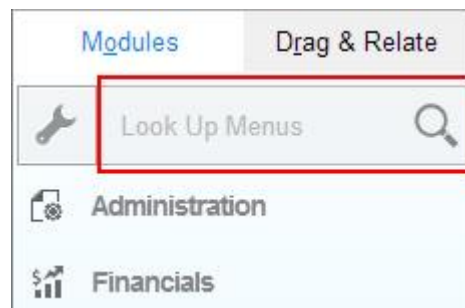 Modules Drag & Relate
Look Up Menus
Administration
Financials